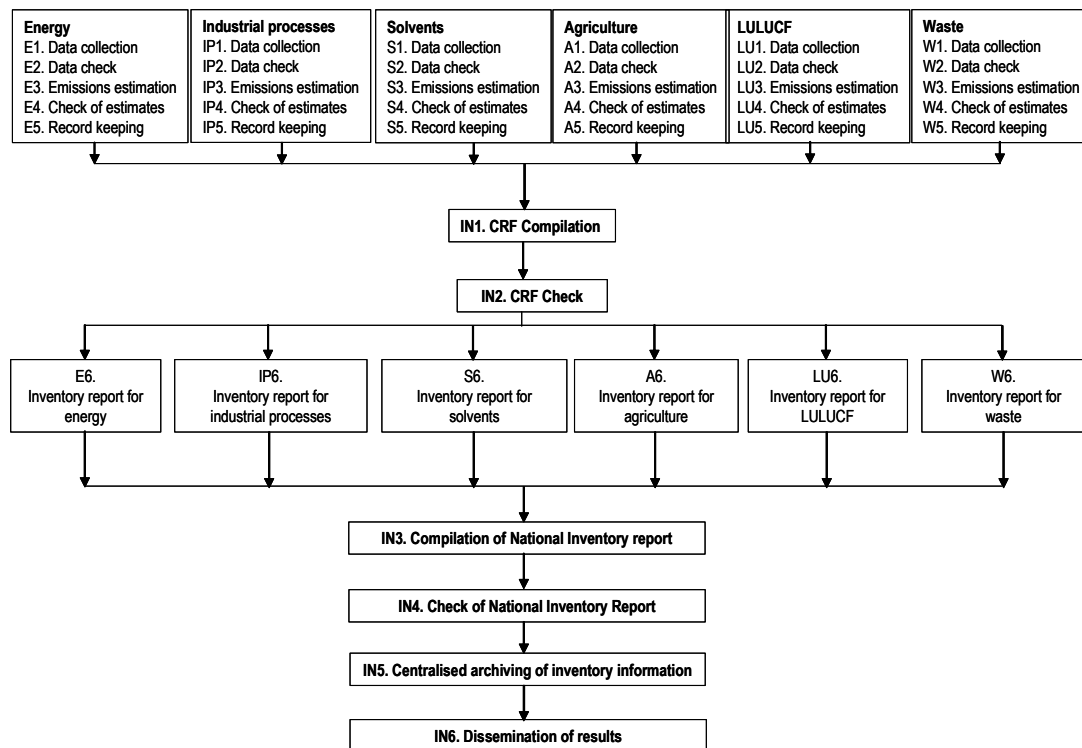 Energy
E1. Data collection
E2. Data check
E3. Emissions estimation
E4. Check of estimates
E5. Record keeping
Industrial processes
IP1. Data collection
IP2. Data check
IP3. Emissions estimation
IP4. Check of estimates
IP5. Record keeping
Solvents
S1. Data collection
S2. Data check
S3. Emissions estimation
S4. Check of estimates
S5. Record keeping
Agriculture
A1. Data collection
A2. Data check
A3. Emissions estimation
A4. Check of estimates
A5. Record keeping
LULUCF
LU1. Data collection
LU2. Data check
LU3. Emissions estimation
LU4. Check of estimates
LU5. Record keeping
Waste
W1. Data collection
W2. Data check
W3. Emissions estimation
W4. Check of estimates
W5. Record keeping
IN1. CRF Compilation
IN2. CRF Check
E6.
Inventory report for
energy
IP6.
Inventory report for
industrial processes
S6.
Inventory report for
solvents
A6.
Inventory report for
agriculture
LU6.
Inventory report for
LULUCF
W6.
Inventory report for
waste
IN3. Compilation of National Inventory report
IN4. Check of National Inventory Report
IN5. Centralised archiving of inventory information
IN6. Dissemination of results